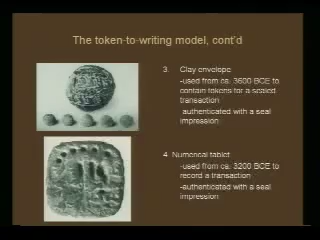 The token-to-writing model, cont'd
3. Clay envelope
-used from ca. 3600 BCE to
contain tokens for a sealed
transaction
authenticated with a seal
impression
4 Numerical tablet
-used from ca. 3200 BCE to
record a transaction
-authenticated with a seal
impression